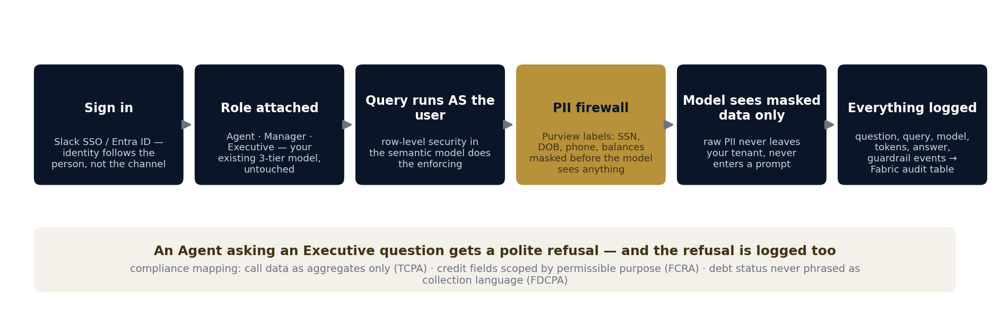 Sign in
Slack SSO / Entra ID —
identity follows the
person, not the channel
Role attached
Agent · Manager ·
Executive — your
existing 3-tier model,
untouched
Query runs AS the
user
row-level security in
the semantic model does
the enforcing
PII firewall
Purview labels: SSN,
DOB, phone, balances
masked before the model
sees anything
Model sees masked
data only
raw PII never leaves
your tenant, never
enters a prompt
Everything logged
question, query, model,
tokens, answer,
guardrail events →
Fabric audit table
An Agent asking an Executive question gets a polite refusal — and the refusal is logged too
compliance mapping: call data as aggregates only (TCPA) · credit fields scoped by permissible purpose (FCRA) · debt status never phrased as
collection language (FDCPA)